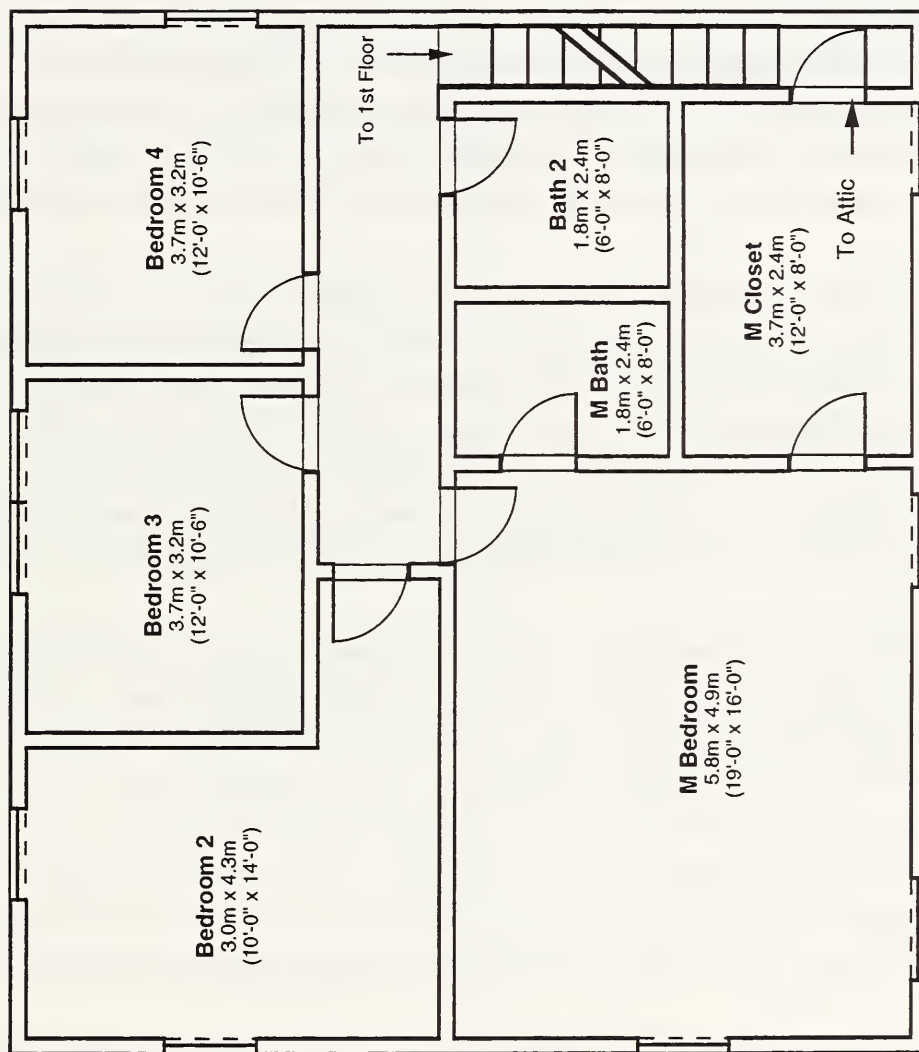 Bedroom 2
3.0m x 4.3m
(10'-0" x 14'-0")
Bedroom 3
3.7m x 3.2m
(12'-0" x 10'-6")
Bedroom 4
3.7m x 3.2m
(12'-0' x 10'-6")
To 1st Floor
M Bedroom
5.8m x 4.9m
(19'-0" x 16'-0")
M Bath
1.8m x 2.4m
(6'-0" x 8'-0")
Bath 2
1.8m x 2.4m
(6'-0" x 8'-0")
M Closet
3.7m x 2.4m
(12'-0" x 8'-0")
To Attic